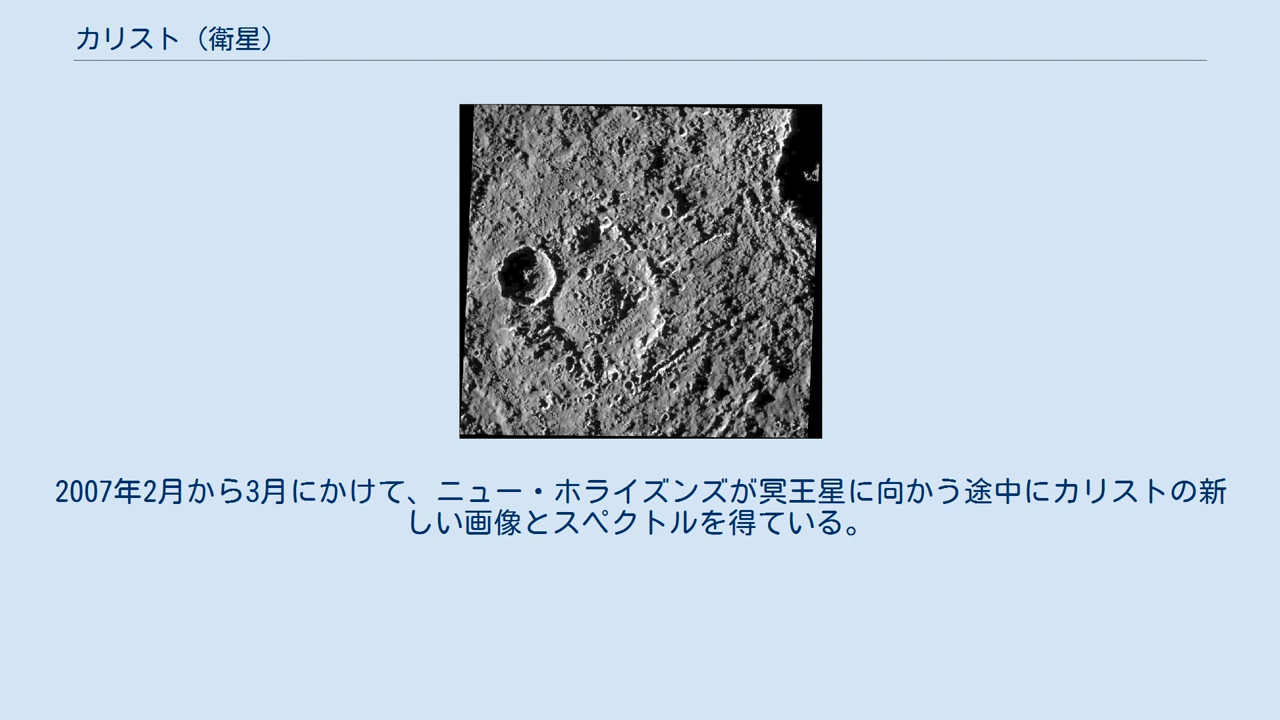 カリスト（衛星）
2007年2月から3月にかけて、ニュー・ホライズンズが冥王星に向かう途中にカリストの新
しい画像とスペクトルを得ている。